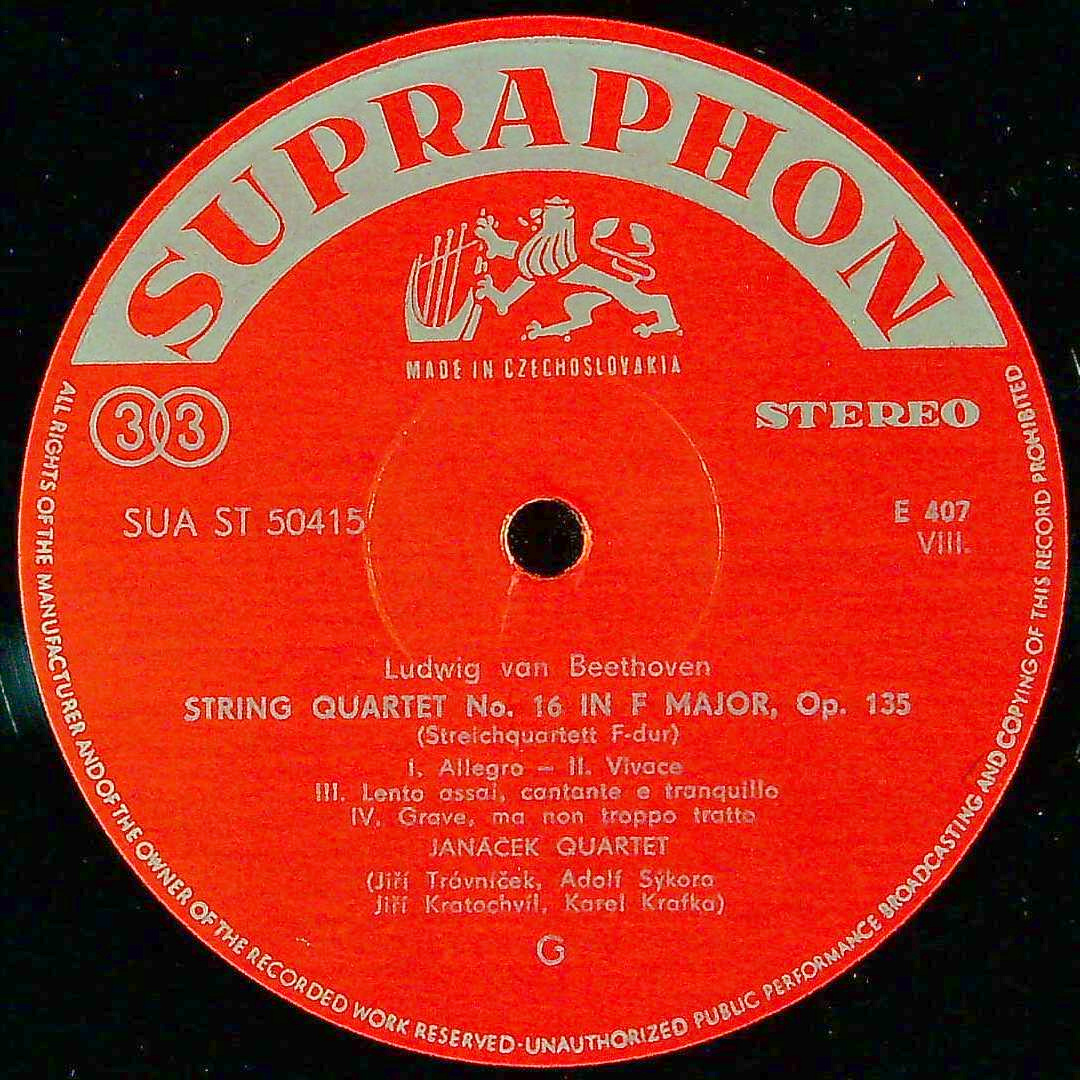 SUPRAPHON
MADE IN CZECHOSLOVAKIA
33
STEREO
SUA ST 50415
E 407
VIII.
Ludwig van Beethoven
STRING QUARTET No. 16 IN F MAJOR, Op. 135
(Streichquartett F-dur)
I. Allegro – II. Vivace
III. Lento assai, cantante e tranquillo
IV. Grave, ma non troppo tratto
JANÁČEK QUARTET
(Jiří Trávníček, Adolf Sýkora
Jiří Kratochvíl, Karel Krafka)
G
ALL RIGHTS OF THE MANUFACTURER AND OF THE OWNER OF THE RECORDED WORK RESERVED-UNAUTHORIZED PUBLIC PERFORMANCE BROADCASTING AND COPYING OF THIS RECORD PROHIBITED